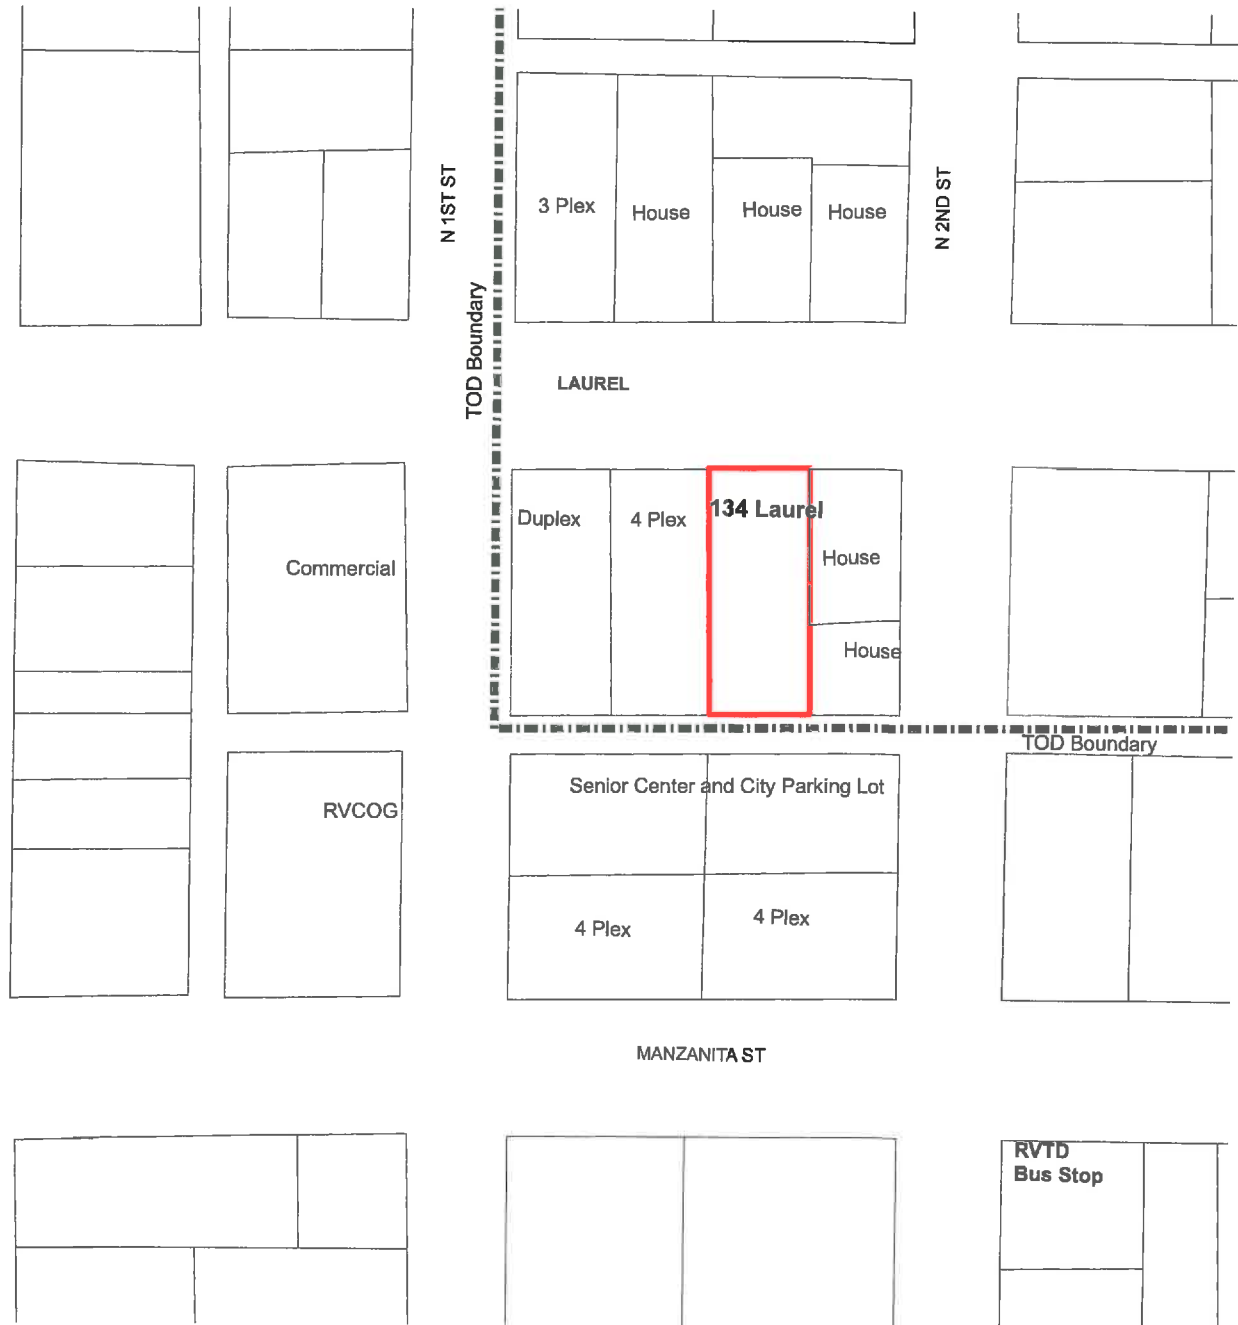 N 1ST ST
N 2ND ST
3 Plex
House
House
House
TOD Boundary
LAUREL
134 Laurel
Duplex
4 Plex
House
Commercial
House
TOD Boundary
Senior Center and City Parking Lot
RVCOG
4 Plex
4 Plex
MANZANITA ST
RVTD
Bus Stop